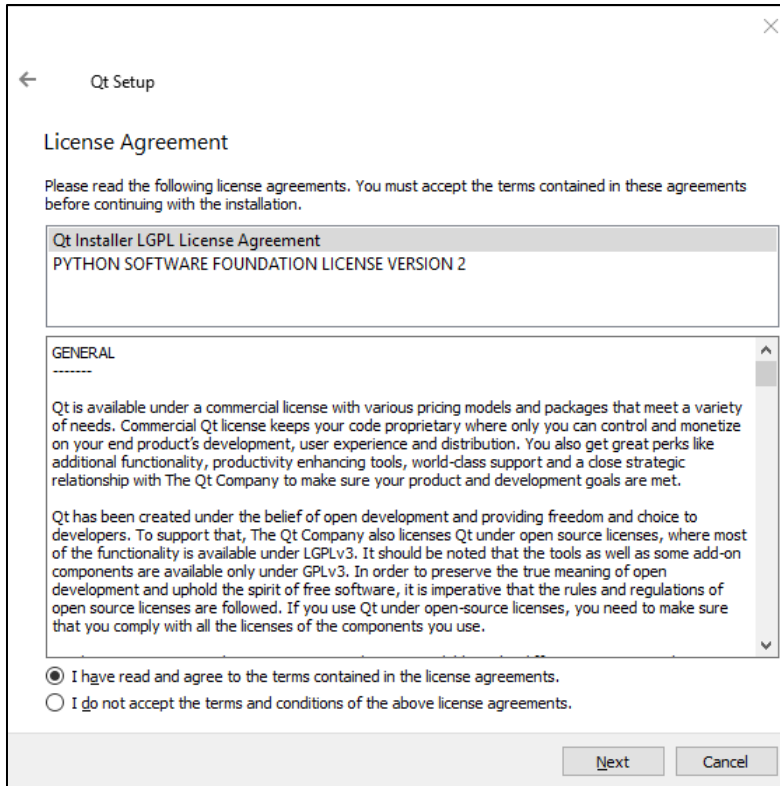 Qt Setup
License Agreement
Please read the following license agreements. You must accept the terms contained in these agreements
before continuing with the installation.
Qt Installer LGPL License Agreement
PYTHON SOFTWARE FOUNDATION LICENSE VERSION 2
GENERAL
-------
Qt is available under a commercial license with various pricing models and packages that meet a variety
of needs. Commercial Qt license keeps your code proprietary where only you can control and monetize
on your end product's development, user experience and distribution. You also get great perks like
additional functionality, productivity enhancing tools, world-class support and a close strategic
relationship with The Qt Company to make sure your product and development goals are met.
Qt has been created under the belief of open development and providing freedom and choice to
developers. To support that, The Qt Company also licenses Qt under open source licenses, where most
of the functionality is available under LGPLv3. It should be noted that the tools as well as some add-on
components are available only under GPLv3. In order to preserve the true meaning of open
development and uphold the spirit of free software, it is imperative that the rules and regulations of
open source licenses are followed. If you use Qt under open-source licenses, you need to make sure
that you comply with all the licenses of the components you use.
I have read and agree to the terms contained in the license agreements.
I do not accept the terms and conditions of the above license agreements.
Next Cancel